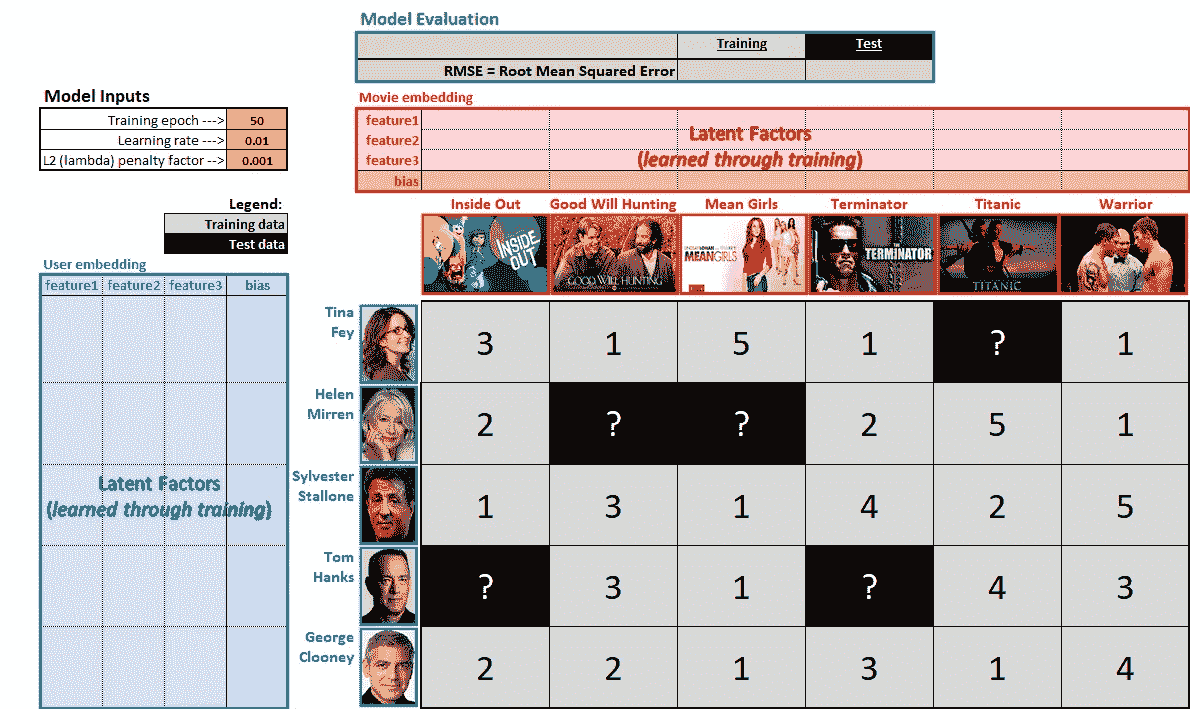 Model Evaluation
Training Test
RMSE = Root Mean Squared Error
Model Inputs
Training epoch ---> 50
Learning rate ---> 0.01
L2 (lambda) penalty factor --> 0.001
Movie embedding
feature1
feature2
feature3
bias
Latent Factors
(learned through training)
Legend:
Training data
Test data
Inside Out Good Will Hunting Mean Girls Terminator Titanic Warrior
INSIDE OUT
GOOD WILL HUNTING
MEAN GIRLS
THE TERMINATOR
TITANIC
User embedding
feature1 feature2 feature3 bias
Latent Factors
(learned through training)
Tina
Fey
3 1 5 1 ? 1
Helen
Mirren
2 ? ? 2 5 1
Sylvester
Stallone
1 3 1 4 2 5
Tom
Hanks
? 3 1 ? 4 3
George
Clooney
2 2 1 3 1 4